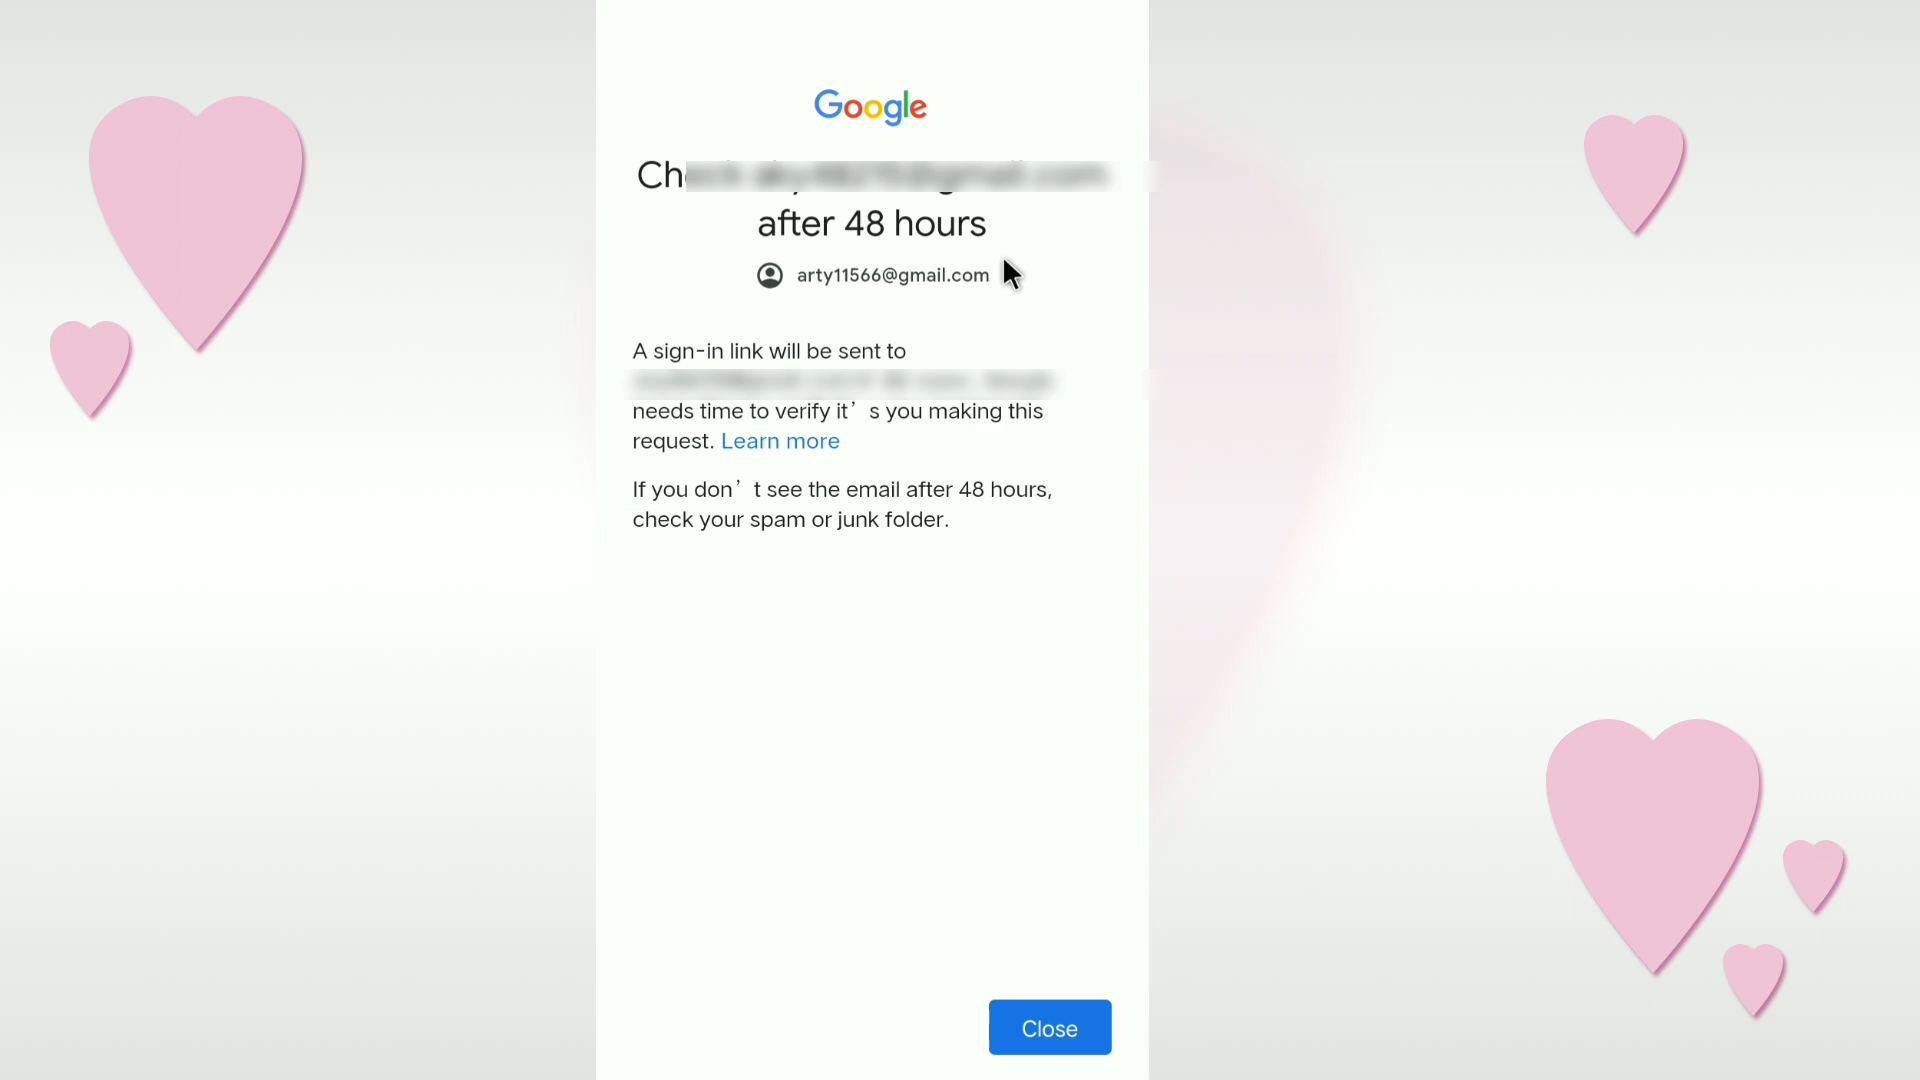 Google
Check
after 48 hours
arty11566@gmail.com
A sign-in link will be sent to
needs time to verify it’s you making this
request. Learn more
If you don’t see the email after 48 hours,
check your spam or junk folder.
Close